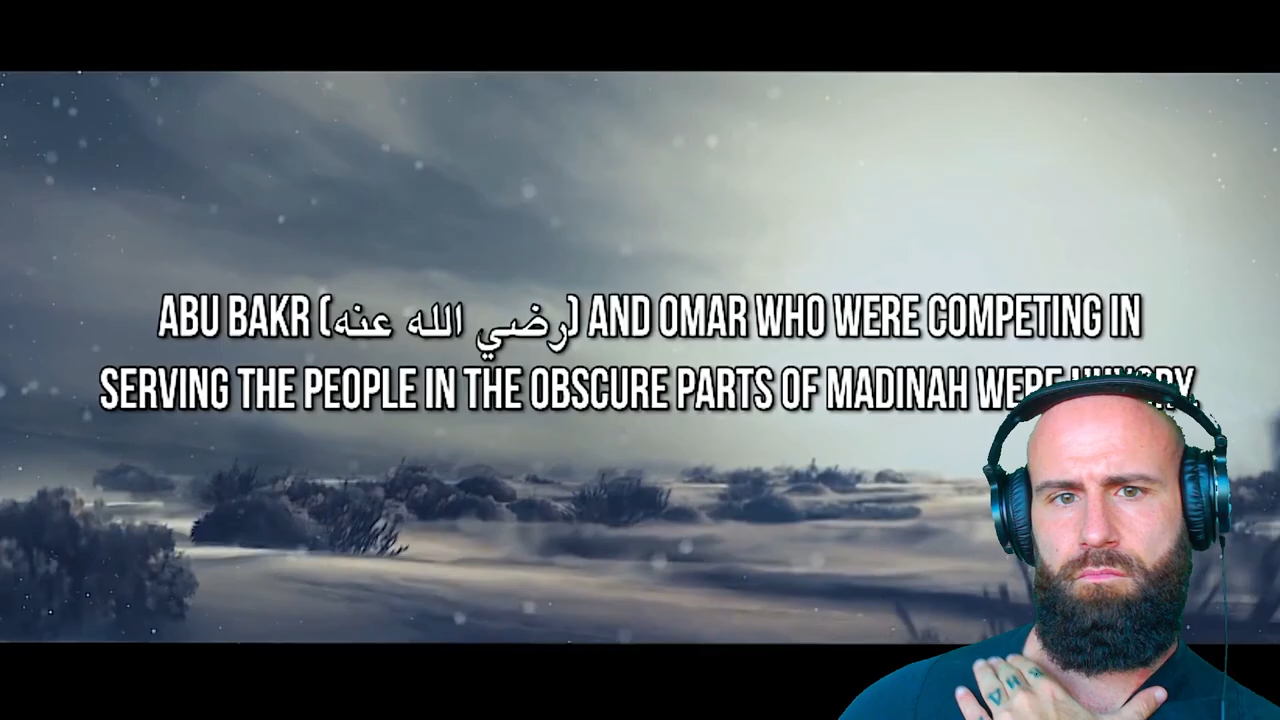 ABU BAKR (رضي الله عنه) AND OMAR WHO WERE COMPETING IN
SERVING THE PEOPLE IN THE OBSCURE PARTS OF MADINAH WERE